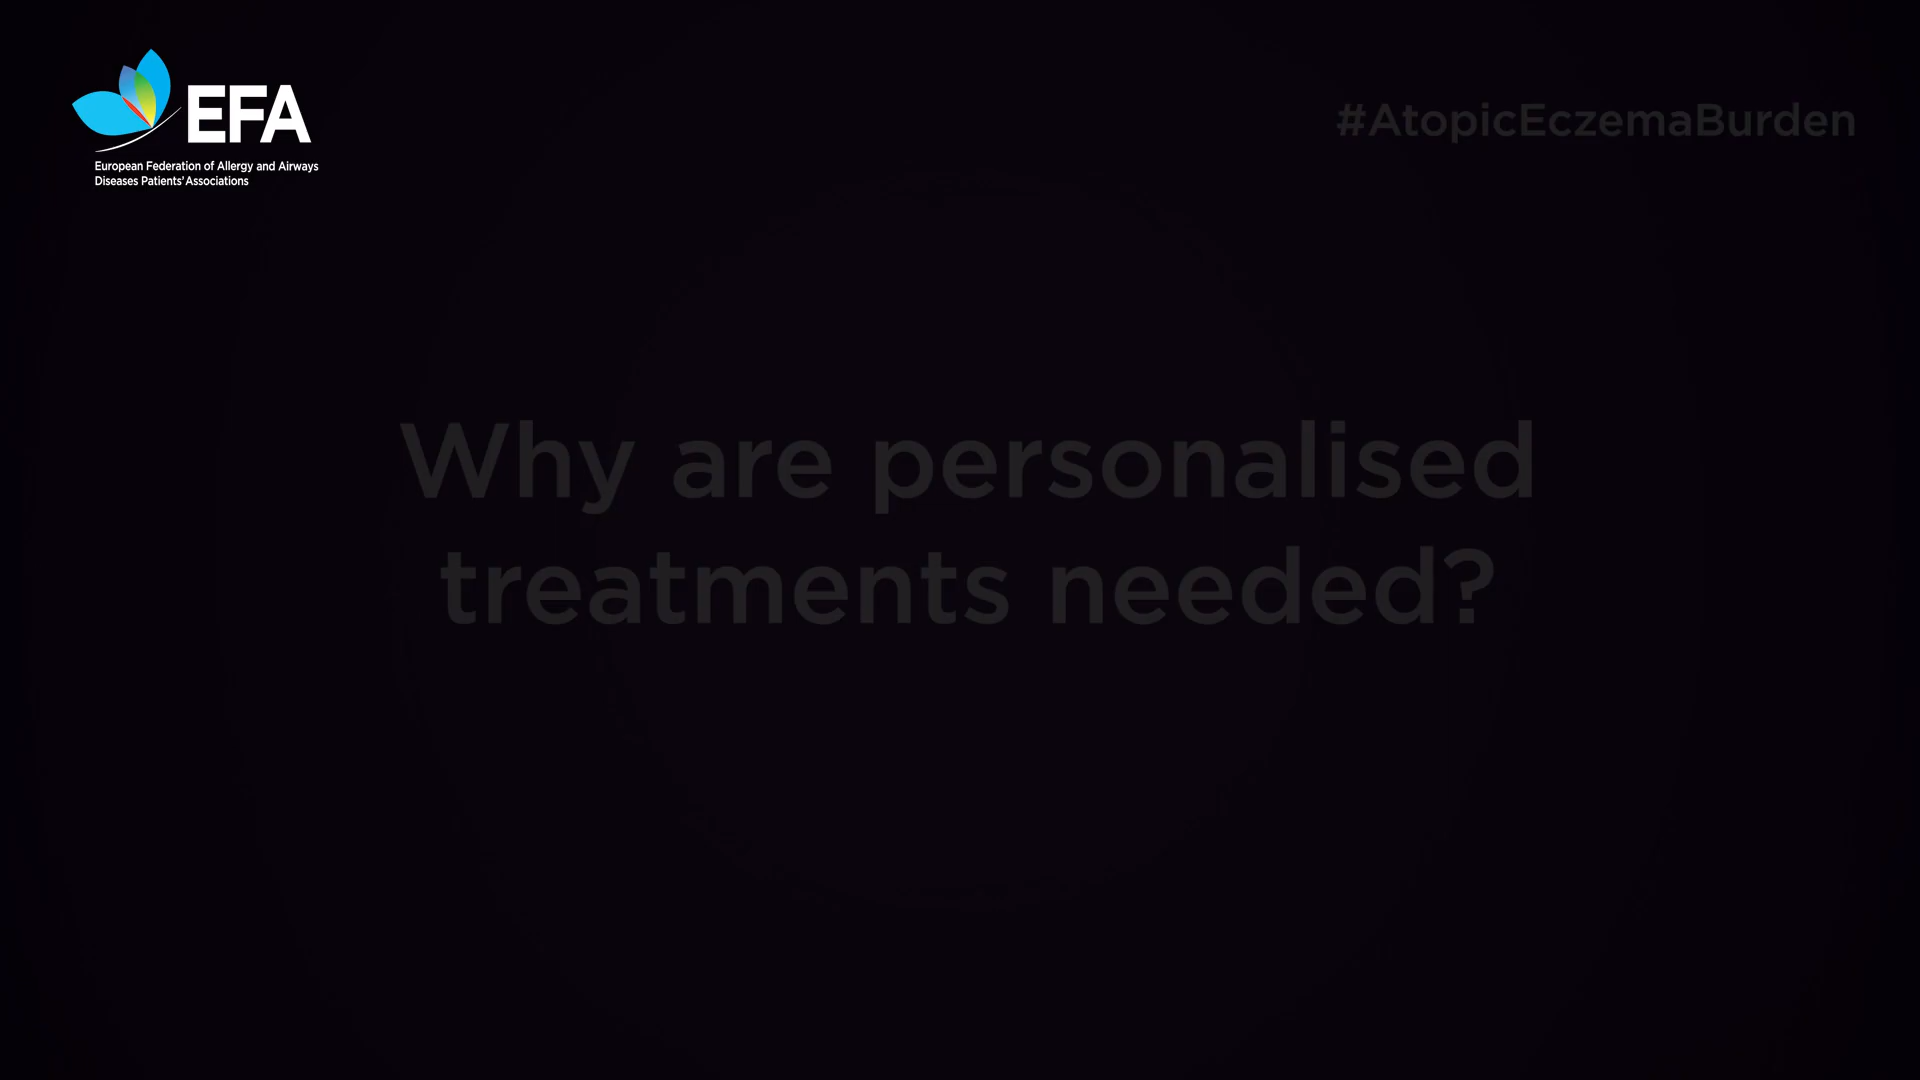 EFA
European Federation of Allergy and Airways
Diseases Patients' Associations
#AtopicEczemaBurden
Why are personalised
treatments needed?